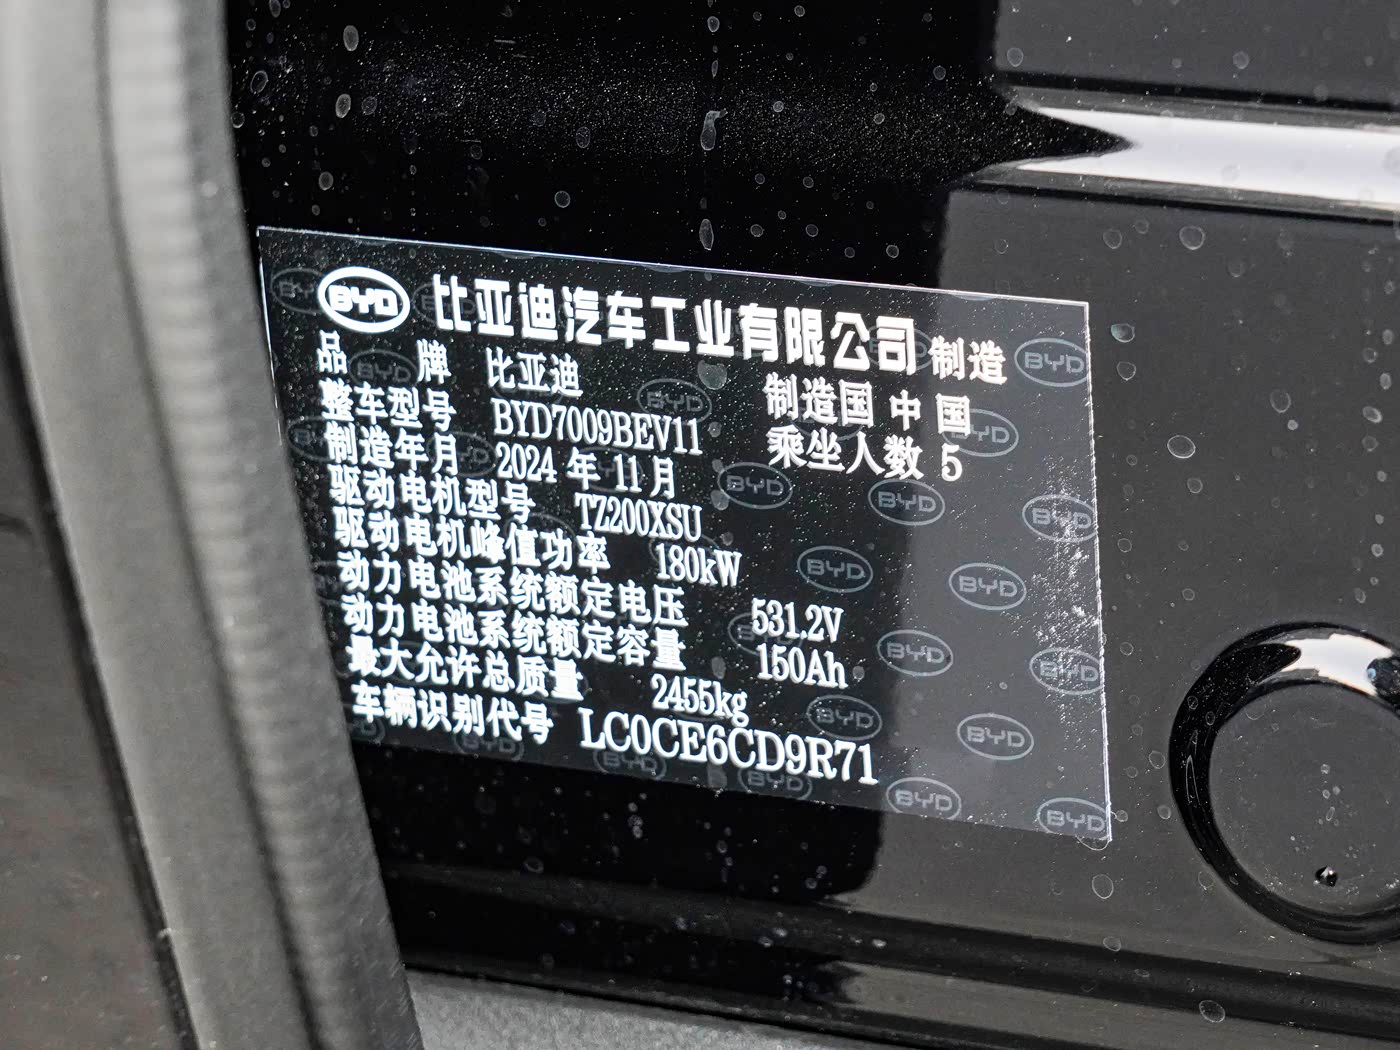 BYD 比亚迪汽车工业有限公司 制造
品 牌 比亚迪 制造国 中国
整车型号 BYD7009BEV11 乘坐人数 5
制造年月 2024 年 11 月
驱动电机型号 TZ200XSU
驱动电机峰值功率 180kW
动力电池系统额定电压 531.2V
动力电池系统额定容量 150Ah
最大允许总质量 2455kg
车辆识别代号 LC0CE6CD9R71